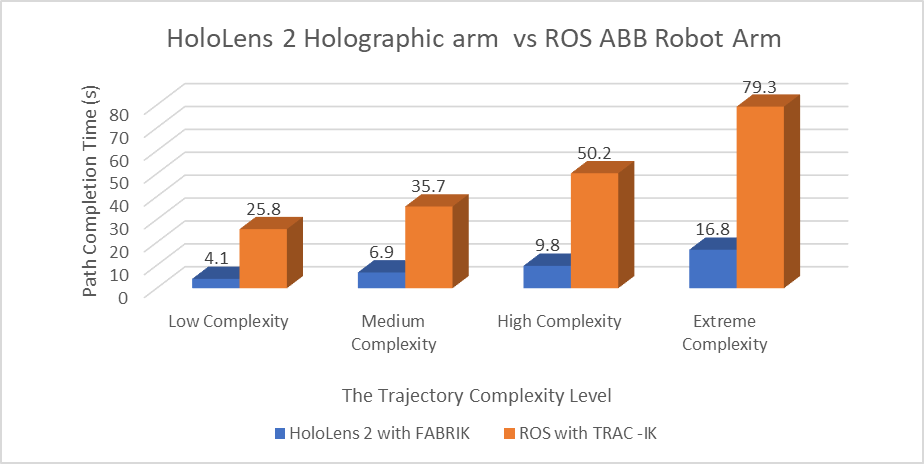 HoloLens 2 Holographic arm  vs ROS ABB Robot Arm
Path Completion Time (s)
80
70
60
50
40
30
20
10
0
4.1
25.8
6.9
35.7
9.8
50.2
16.8
79.3
Low Complexity
Medium
Complexity
High Complexity
Extreme
Complexity
The Trajectory Complexity Level
HoloLens 2 with FABRIK
ROS with TRAC -IK